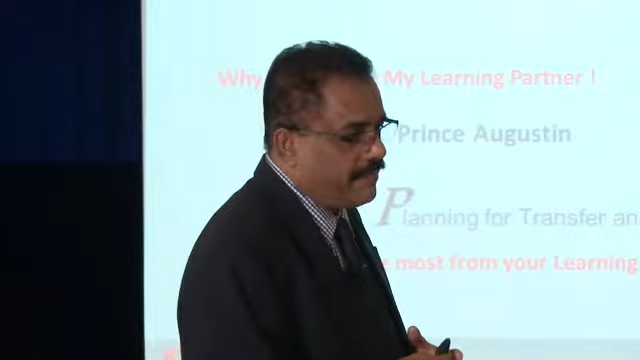 Why My Learning Partner !
Prince Augustin
Planning for Transfer an
most from your Learning